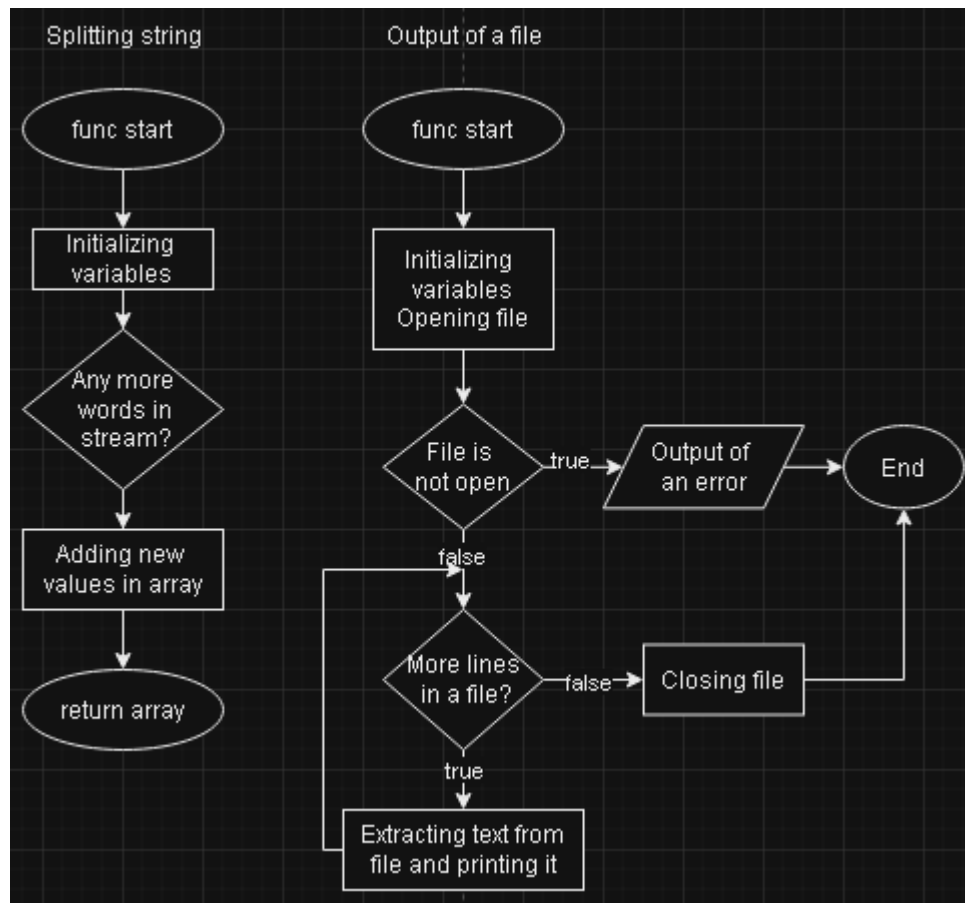 Splitting string
func start
Initializing
variables
Any more
words in
stream?
Adding new
values in array
return array
Output of a file
func start
Initializing
variables
Opening file
File is
not open
true
Output of
an error
End
false
More lines
in a file?
false
Closing file
true
Extracting text from
file and printing it